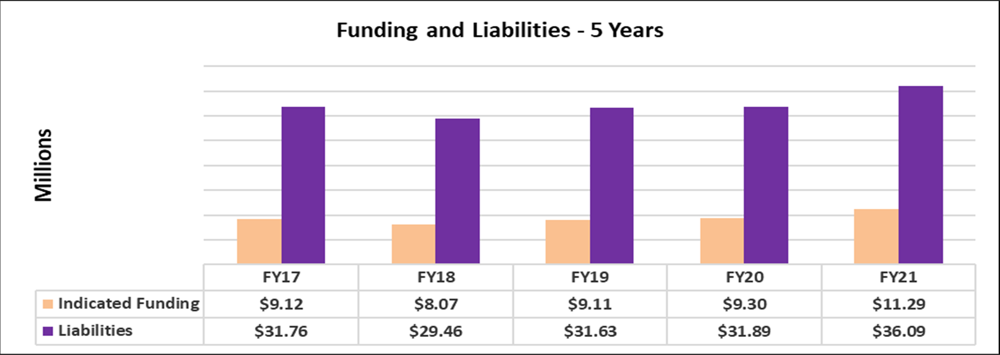 Funding and Liabilities - 5 Years
Millions
FY17 FY18 FY19 FY20 FY21
Indicated Funding $9.12 $8.07 $9.11 $9.30 $11.29
Liabilities $31.76 $29.46 $31.63 $31.89 $36.09